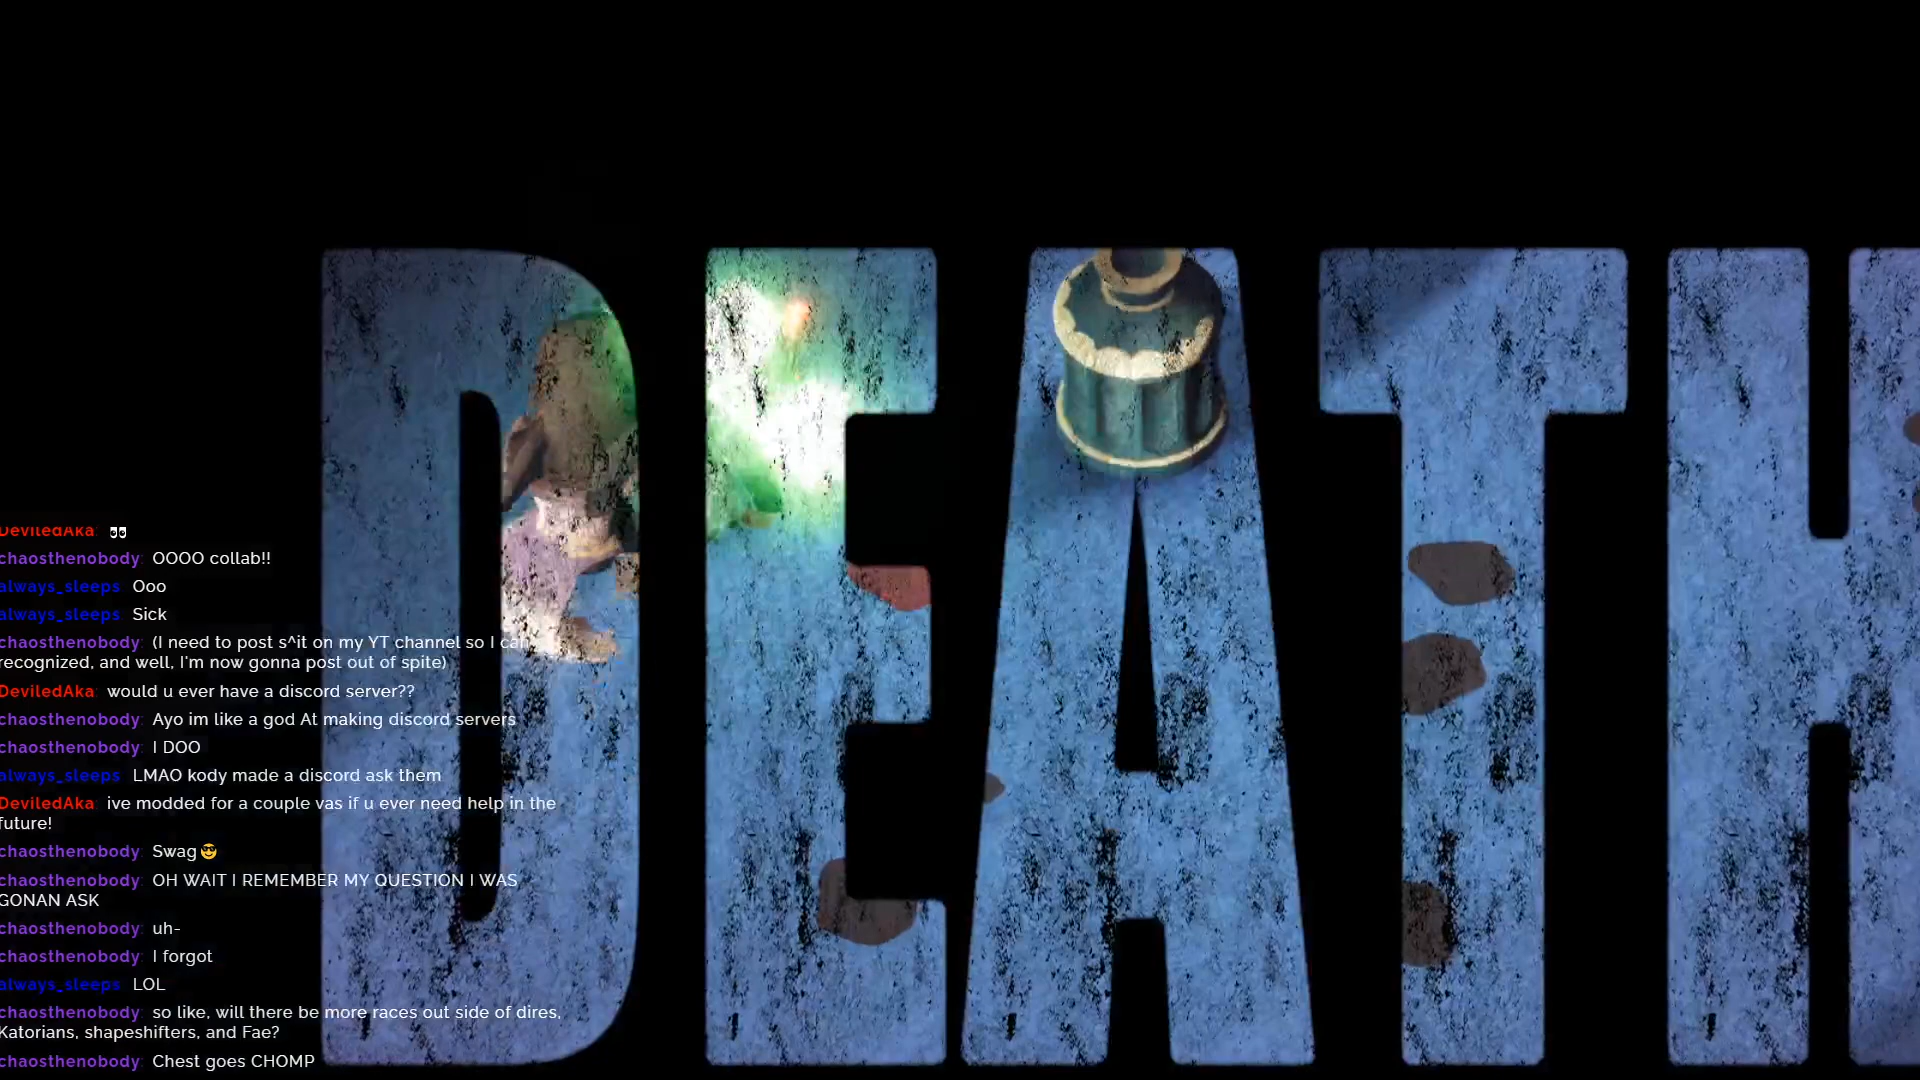 DEATH
DeviledAka: 👀
chaosthenobody: OOOO collab!!
always_sleeps: Ooo
always_sleeps: Sick
chaosthenobody: (I need to post s^it on my YT channel so I can
recognized, and well, I'm now gonna post out of spite)
DeviledAka: would u ever have a discord server??
chaosthenobody: Ayo im like a god At making discord servers
chaosthenobody: I DOO
always_sleeps: LMAO kody made a discord ask them
DeviledAka: ive modded for a couple vas if u ever need help in the
future!
chaosthenobody: Swag😎
chaosthenobody: OH WAIT I REMEMBER MY QUESTION I WAS
GONAN ASK
chaosthenobody: uh-
chaosthenobody: I forgot
always_sleeps: LOL
chaosthenobody: so like, will there be more races out side of dires,
Katorians, shapeshifters, and Fae?
chaosthenobody: Chest goes CHOMP